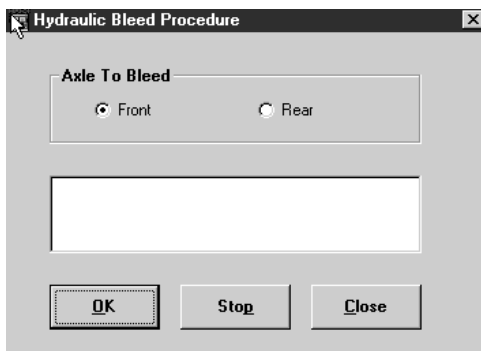 Hydraulic Bleed Procedure
Axle To Bleed
Front Rear
OK Stop Close